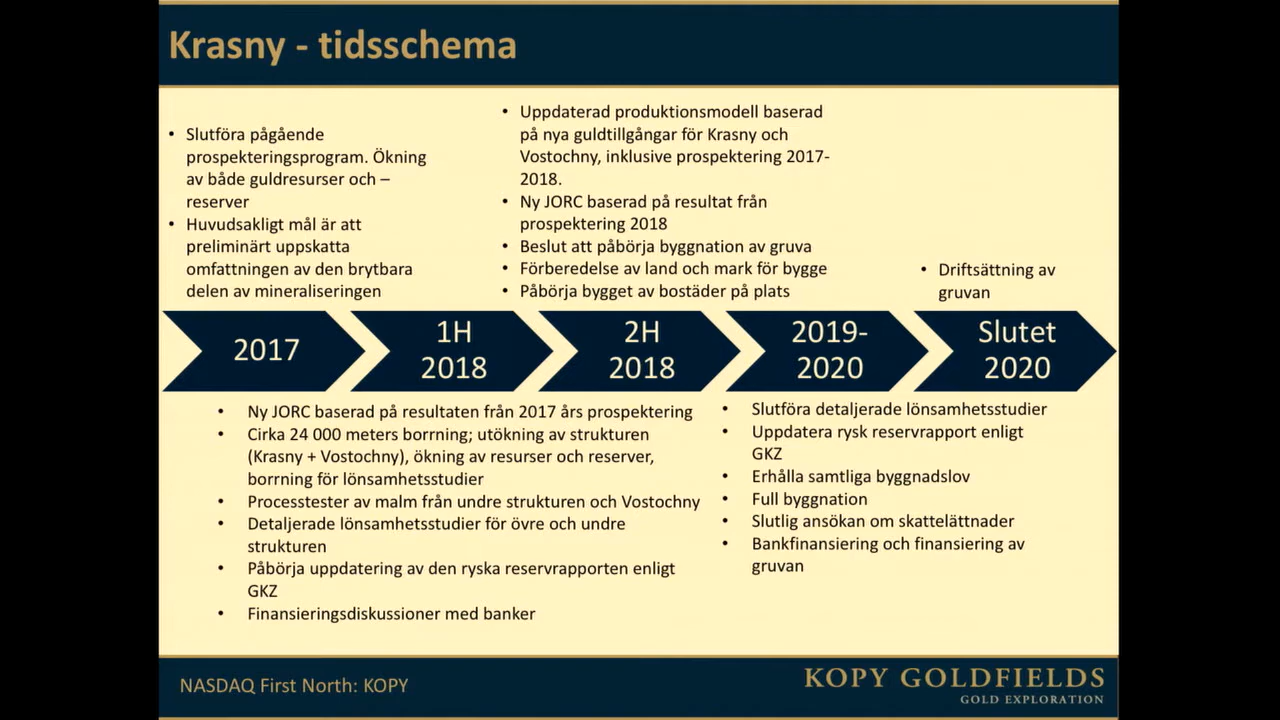 Krasny - tidsschema
• Slutföra pågående
prospekteringsprogram. Ökning
av både guldresurser och –
reserver
• Huvudsakligt mål är att
preliminärt uppskatta
omfattningen av den brytbara
delen av mineraliseringen
• Uppdaterad produktionsmodell baserad
på nya guldtillgångar för Krasny och
Vostochny, inklusive prospektering 2017-
2018.
• Ny JORC baserad på resultat från
prospektering 2018
• Beslut att påbörja byggnation av gruva
• Förberedelse av land och mark för bygge
• Påbörja bygget av bostäder på plats
• Driftsättning av
gruvan
2017
1H
2018
2H
2018
2019-
2020
Slutet
2020
• Ny JORC baserad på resultaten från 2017 års prospektering
• Cirka 24 000 meters borrning; utökning av strukturen
(Krasny + Vostochny), ökning av resurser och reserver,
borrning för lönsamhetsstudier
• Processtester av malm från undre strukturen och Vostochny
• Detaljerade lönsamhetsstudier för övre och undre
strukturen
• Påbörja uppdatering av den ryska reservrapporten enligt
GKZ
• Finansieringsdiskussioner med banker
• Slutföra detaljerade lönsamhetsstudier
• Uppdatera rysk reservrapport enligt
GKZ
• Erhålla samtliga byggnadslov
• Full byggnation
• Slutlig ansökan om skattelättnader
• Bankfinansiering och finansiering av
gruvan
NASDAQ First North: KOPY
KOPY GOLDFIELDS
GOLD EXPLORATION